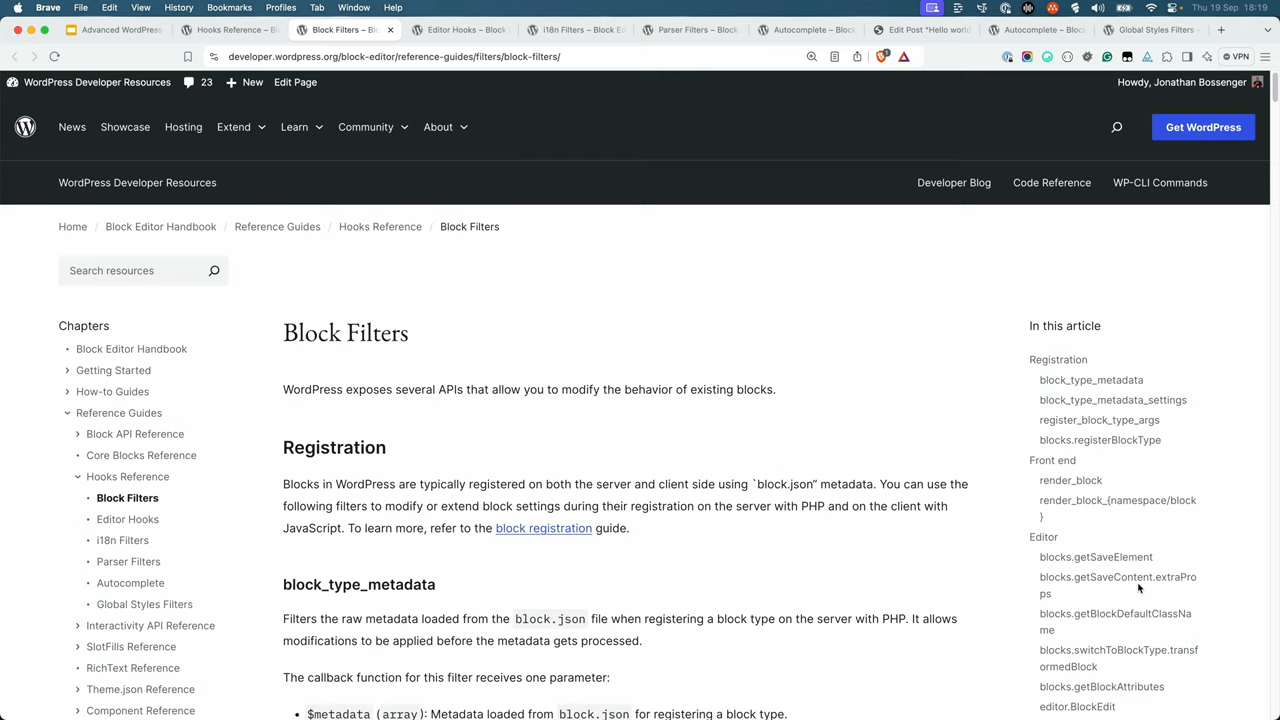 Brave File Edit View History Bookmarks Profiles Tab Window Help Thu 19 Sep 18:19
Advanced WordPress Hooks Reference – B Block Filters – Block Editor Hooks – Block i18n Filters – Block Ed Parser Filters – Block Autocomplete – Block Edit Post "Hello world Autocomplete – Block Global Styles Filters –
developer.wordpress.org/block-editor/reference-guides/filters/block-filters/ 1 VPN
WordPress Developer Resources 23 New Edit Page Howdy, Jonathan Bossenger
News Showcase Hosting Extend Learn Community About Get WordPress
WordPress Developer Resources Developer Blog Code Reference WP-CLI Commands
Home / Block Editor Handbook / Reference Guides / Hooks Reference / Block Filters
Search resources
Chapters
Block Editor Handbook
Getting Started
How-to Guides
Reference Guides
Block API Reference
Core Blocks Reference
Hooks Reference
Block Filters
Editor Hooks
i18n Filters
Parser Filters
Autocomplete
Global Styles Filters
Interactivity API Reference
SlotFills Reference
RichText Reference
Theme.json Reference
Component Reference
Block Filters
WordPress exposes several APIs that allow you to modify the behavior of existing blocks.
Registration
Blocks in WordPress are typically registered on both the server and client side using `block.json" metadata. You can use the
following filters to modify or extend block settings during their registration on the server with PHP and on the client with
JavaScript. To learn more, refer to the block registration guide.
block_type_metadata
Filters the raw metadata loaded from the block.json file when registering a block type on the server with PHP. It allows
modifications to be applied before the metadata gets processed.
The callback function for this filter receives one parameter:
• $metadata (array): Metadata loaded from block.json for registering a block type.
In this article
Registration
block_type_metadata
block_type_metadata_settings
register_block_type_args
blocks.registerBlockType
Front end
render_block
render_block_{namespace/block
}
Editor
blocks.getSaveElement
blocks.getSaveContent.extraPro
ps
blocks.getBlockDefaultClassNa
me
blocks.switchToBlockType.transf
ormedBlock
blocks.getBlockAttributes
editor.BlockEdit